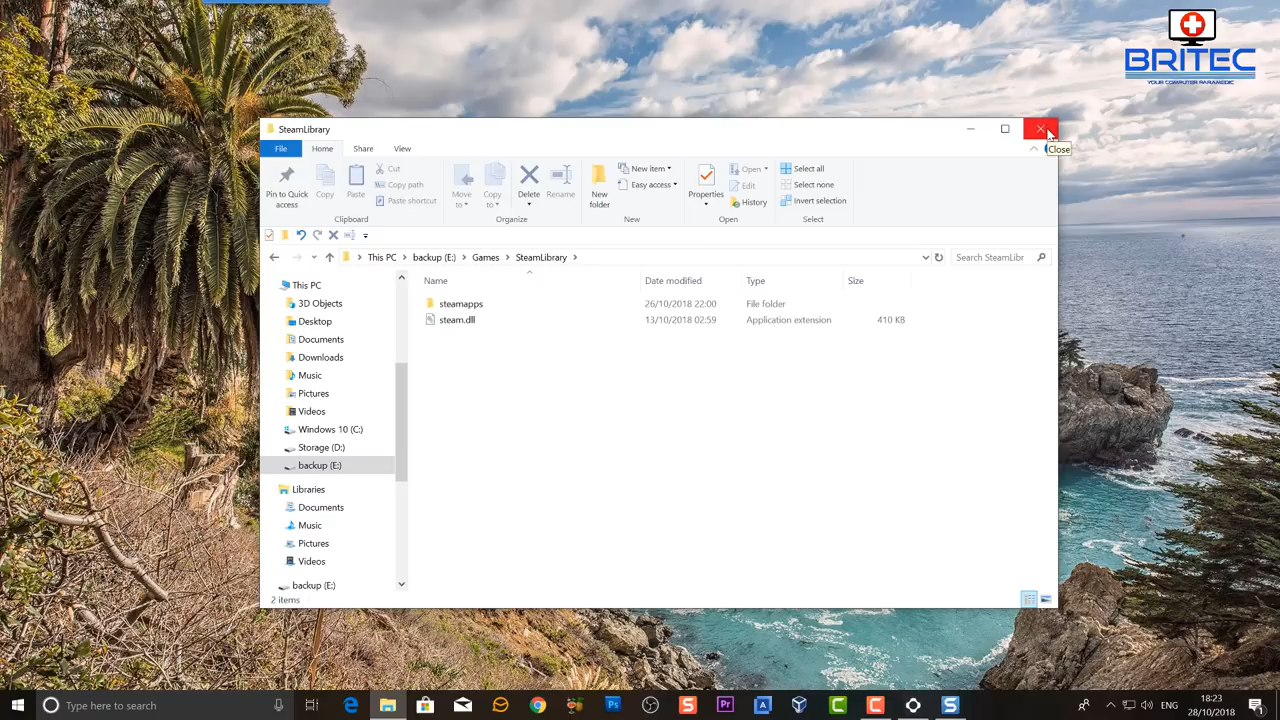 BRITEC
YOUR COMPUTER PARAMEDIC
SteamLibrary
Close
File
Home
Share
View
Pin to Quick access
Copy
Paste
Cut
Copy path
Paste shortcut
Clipboard
Move to
Copy to
Delete
Rename
Organize
New folder
New item
Easy access
New
Properties
Open
Edit
History
Open
Select all
Select none
Invert selection
Select
This PC
backup (E:)
Games
SteamLibrary
Search SteamLibr
Name
Date modified
Type
Size
steamapps 26/10/2018 22:00 File folder
steam.dll 13/10/2018 02:59 Application extension 410 KB
This PC
3D Objects
Desktop
Documents
Downloads
Music
Pictures
Videos
Windows 10 (C:)
Storage (D:)
backup (E:)
Libraries
Documents
Music
Pictures
Videos
backup (E:)
2 items
Type here to search
ENG
18:23
28/10/2018